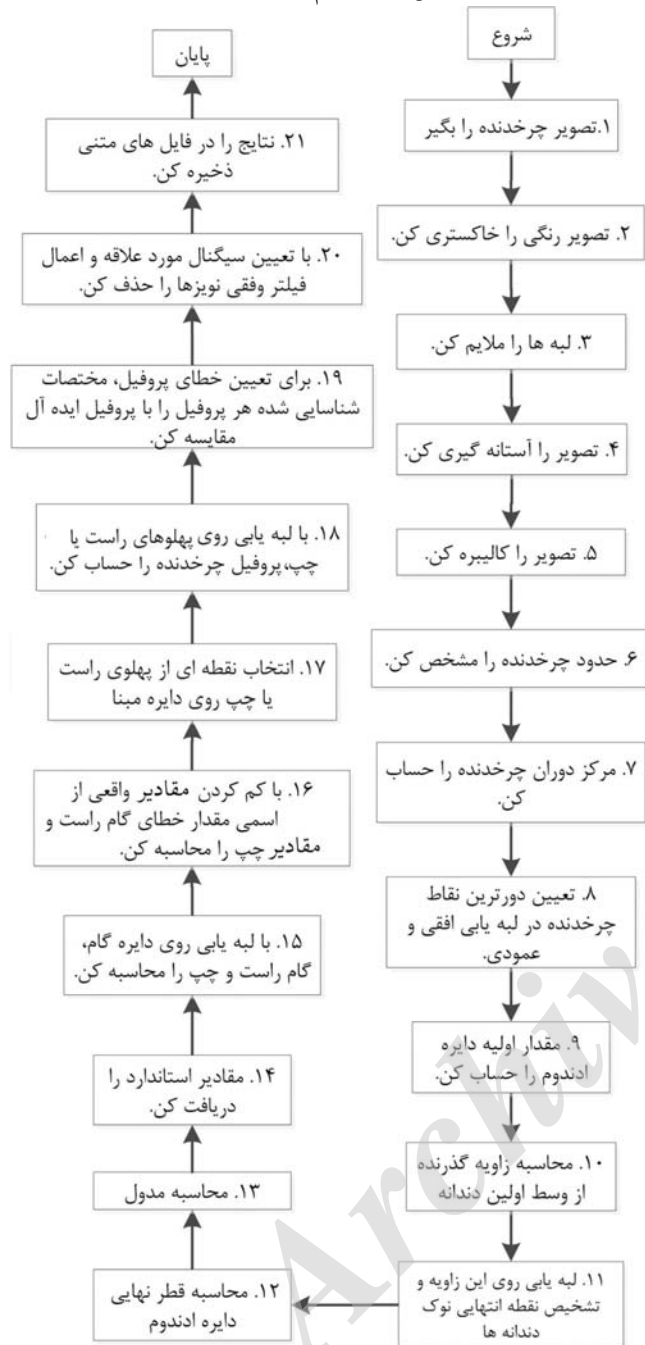 شروع
۱.تصویر چرخدنده را بگیر
۲. تصویر رنگی را خاکستری کن.
۳. لبه ها را ملایم کن.
۴. تصویر را آستانه گیری کن.
۵. تصویر را کالیبره کن.
۶. حدود چرخدنده را مشخص کن.
۷. مرکز دوران چرخدنده را حساب
کن.
۸. تعیین دورترین نقاط
چرخدنده در لبه یابی افقی و
عمودی.
۹. مقدار اولیه دایره
ادندوم را حساب کن.
۱۰. محاسبه زاویه گذرنده
از وسط اولین دندانه
۱۱. لبه یابی روی این زاویه و
تشخیص نقطه انتهایی نوک
دندانه ها
۱۲. محاسبه قطر نهایی
دایره ادندوم
۱۳. محاسبه مدول
۱۴. مقادیر استاندارد را
دریافت کن.
۱۵. با لبه یابی روی دایره گام،
گام راست و چپ را محاسبه کن.
۱۶. با کم کردن مقادیر واقعی از
اسمی مقدار خطای گام راست و
مقادیر چپ را محاسبه کن.
۱۷. انتخاب نقطه ای از پهلوی راست
یا چپ روی دایره مبنا
۱۸. با لبه یابی روی پهلوهای راست یا
چپ،پروفیل چرخدنده را حساب کن.
۱۹. برای تعیین خطای پروفیل، مختصات
شناسایی شده هر پروفیل را با پروفیل ایده آل
مقایسه کن.
۲۰. با تعیین سیگنال مورد علاقه و اعمال
فیلتر وفقی نویزها را حذف کن.
۲۱. نتایج را در فایل های متنی
ذخیره کن.
پایان
Archiv